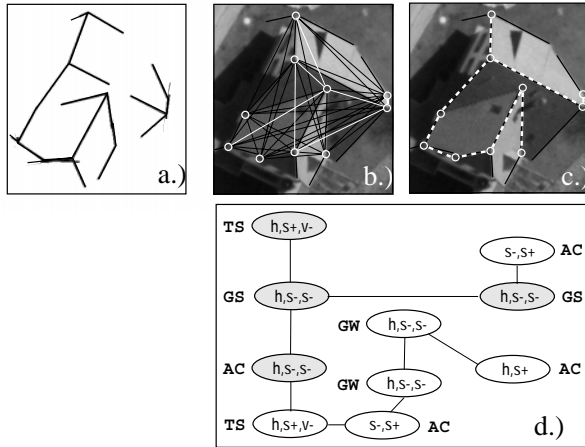 a.)
b.)
c.)
TS h,s+,v-
s-,s+ AC
GS h,s-,s- h,s-,s- GS
GW h,s-,s-
AC h,s-,s- h,s+ AC
GW h,s-,s-
TS h,s+,v- s-,s+ AC d.)